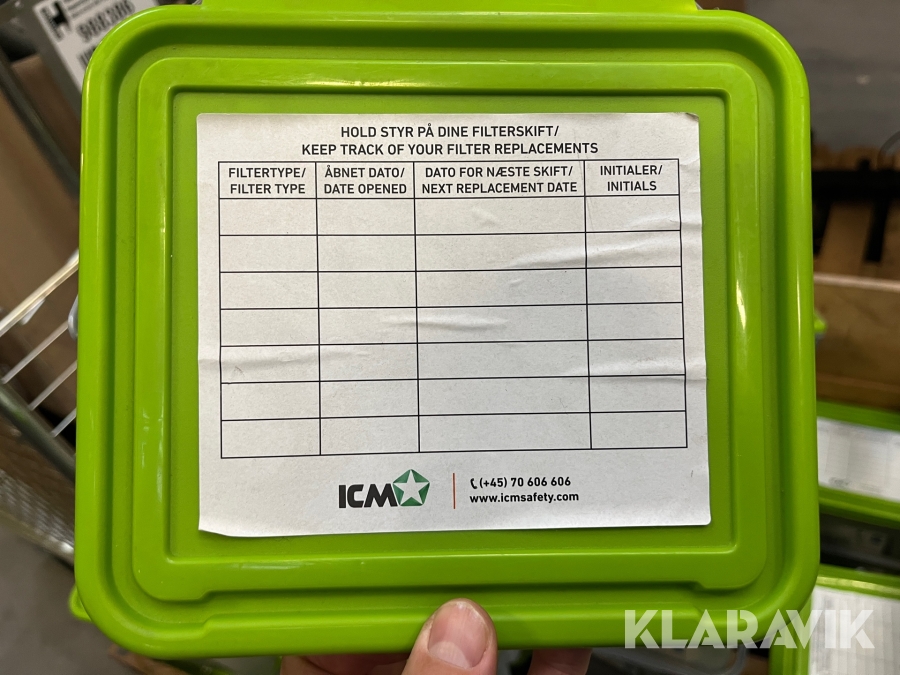 HOLD STYR PÅ DINE FILTERSKIFT/
KEEP TRACK OF YOUR FILTER REPLACEMENTS
FILTERTYPE/
FILTER TYPE
ÅBNET DATO/
DATE OPENED
DATO FOR NÆSTE SKIFT/
NEXT REPLACEMENT DATE
INITIALER/
INITIALS
ICM
(+45) 70 606 606
www.icmsafety.com
KLARAVIK